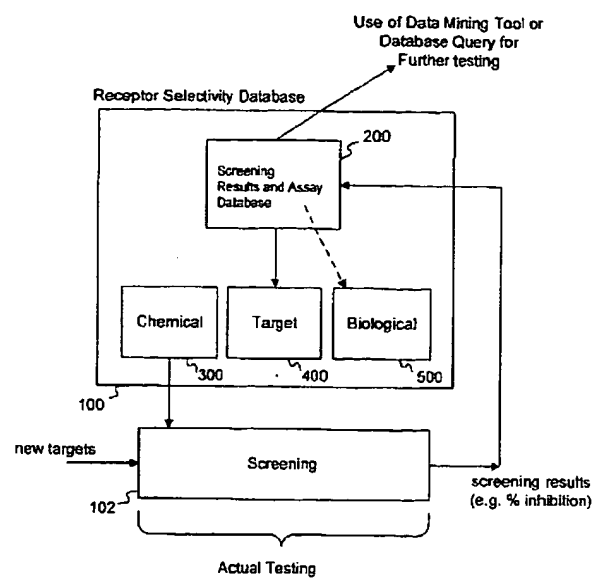 Use of Data Mining Tool or
Database Query for
Further testing
Receptor Selectivity Database
200
Screening
Results and Assay
Database
Chemical
Target
Biological
300
400
500
100
new targets
Screening
screening results
(e.g. % inhibition)
102
Actual Testing